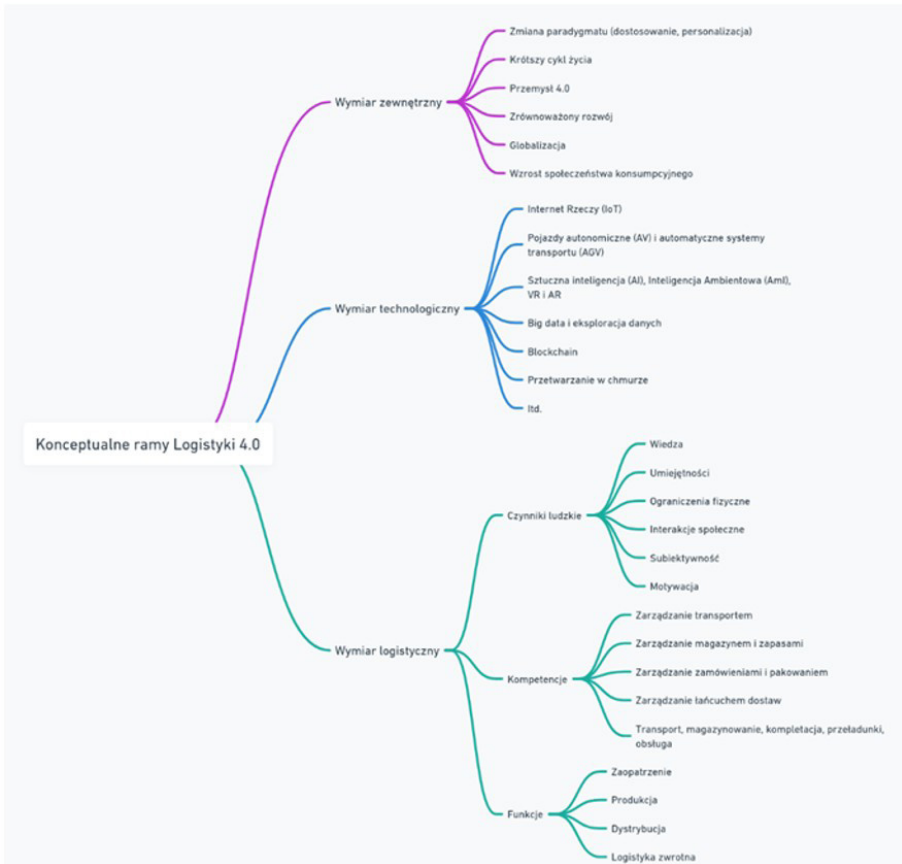 Konceptualne ramy Logistyki 4.0
Wymiar zewnętrzny
Zmiana paradygmatu (dostosowanie, personalizacja)
Krótszy cykl życia
Przemysł 4.0
Zrównoważony rozwój
Globalizacja
Wzrost społeczeństwa konsumpcyjnego
Wymiar technologiczny
Internet Rzeczy (IoT)
Pojazdy autonomiczne (AV) i automatyczne systemy
transportu (AGV)
Sztuczna inteligencja (AI), Inteligencja Ambientowa (AmI),
VR i AR
Big data i eksploracja danych
Blockchain
Przetwarzanie w chmurze
Itd.
Wymiar logistyczny
Czynniki ludzkie
Wiedza
Umiejętności
Ograniczenia fizyczne
Interakcje społeczne
Subiektywność
Motywacja
Kompetencje
Zarządzanie transportem
Zarządzanie magazynem i zapasami
Zarządzanie zamówieniami i pakowaniem
Zarządzanie łańcuchem dostaw
Transport, magazynowanie, kompletacja, przeładunki,
obsługa
Funkcje
Zaopatrzenie
Produkcja
Dystrybucja
Logistyka zwrotna